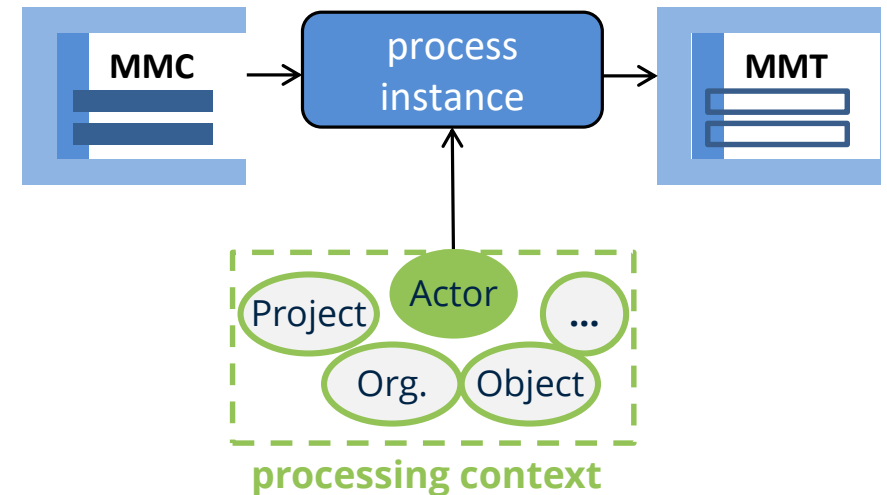 MMC
process
instance
MMT
Actor
Project
...
Org.
Object
processing context